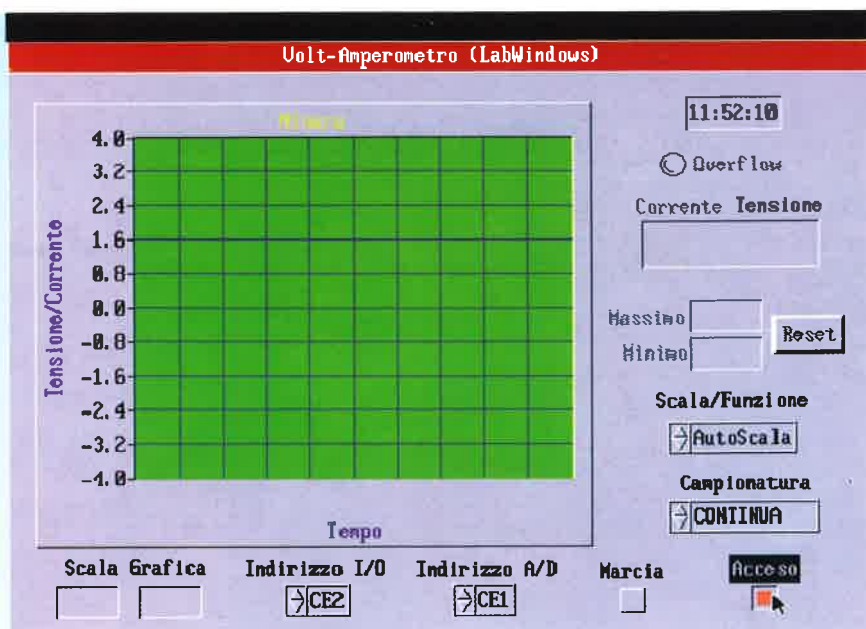 Volt-Amperometro (LabWindows)
Misura
4.0
3.2
2.4
1.6
0.8
0.0
-0.8
-1.6
-2.4
-3.2
-4.0
Tensione/Corrente
Tempo
11:52:10
Overflow
Corrente Tensione
Massimo
Minimo
Reset
Scala/Funzione
AutoScala
Campionatura
CONTINUA
Scala Grafica
Indirizzo I/O
CE2
Indirizzo A/D
CE1
Marcia
Acceso